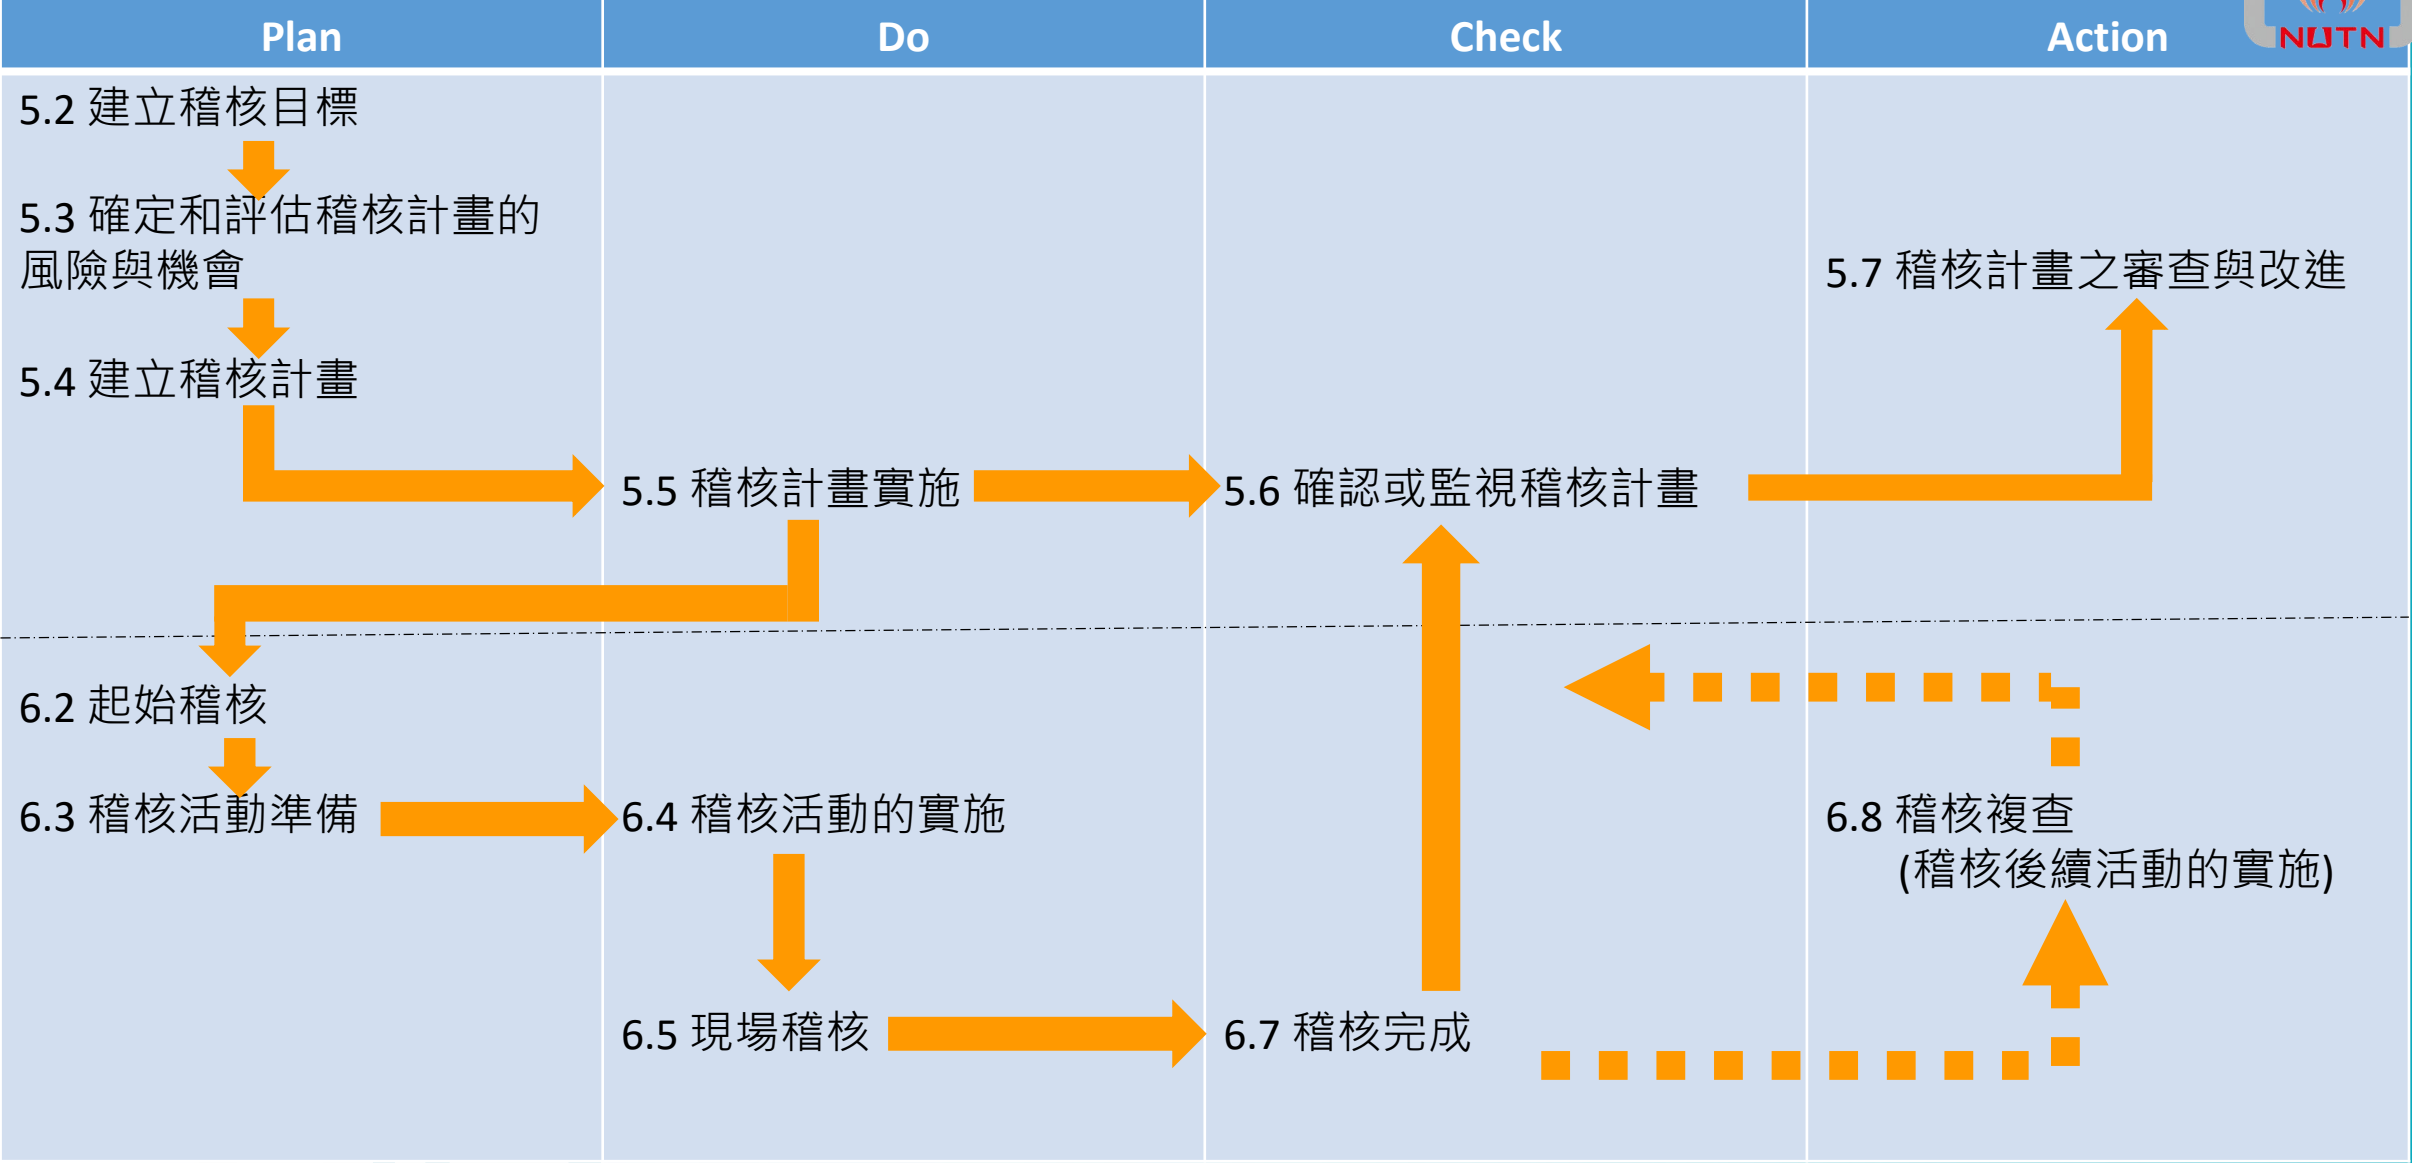 Plan
Do
Check
Action
NUTN
5.2 建立稽核目標
5.3 確定和評估稽核計畫的
風險與機會
5.4 建立稽核計畫
5.5 稽核計畫實施
5.6 確認或監視稽核計畫
5.7 稽核計畫之審查與改進
6.2 起始稽核
6.3 稽核活動準備
6.4 稽核活動的實施
6.5 現場稽核
6.7 稽核完成
6.8 稽核複查
(稽核後續活動的實施)